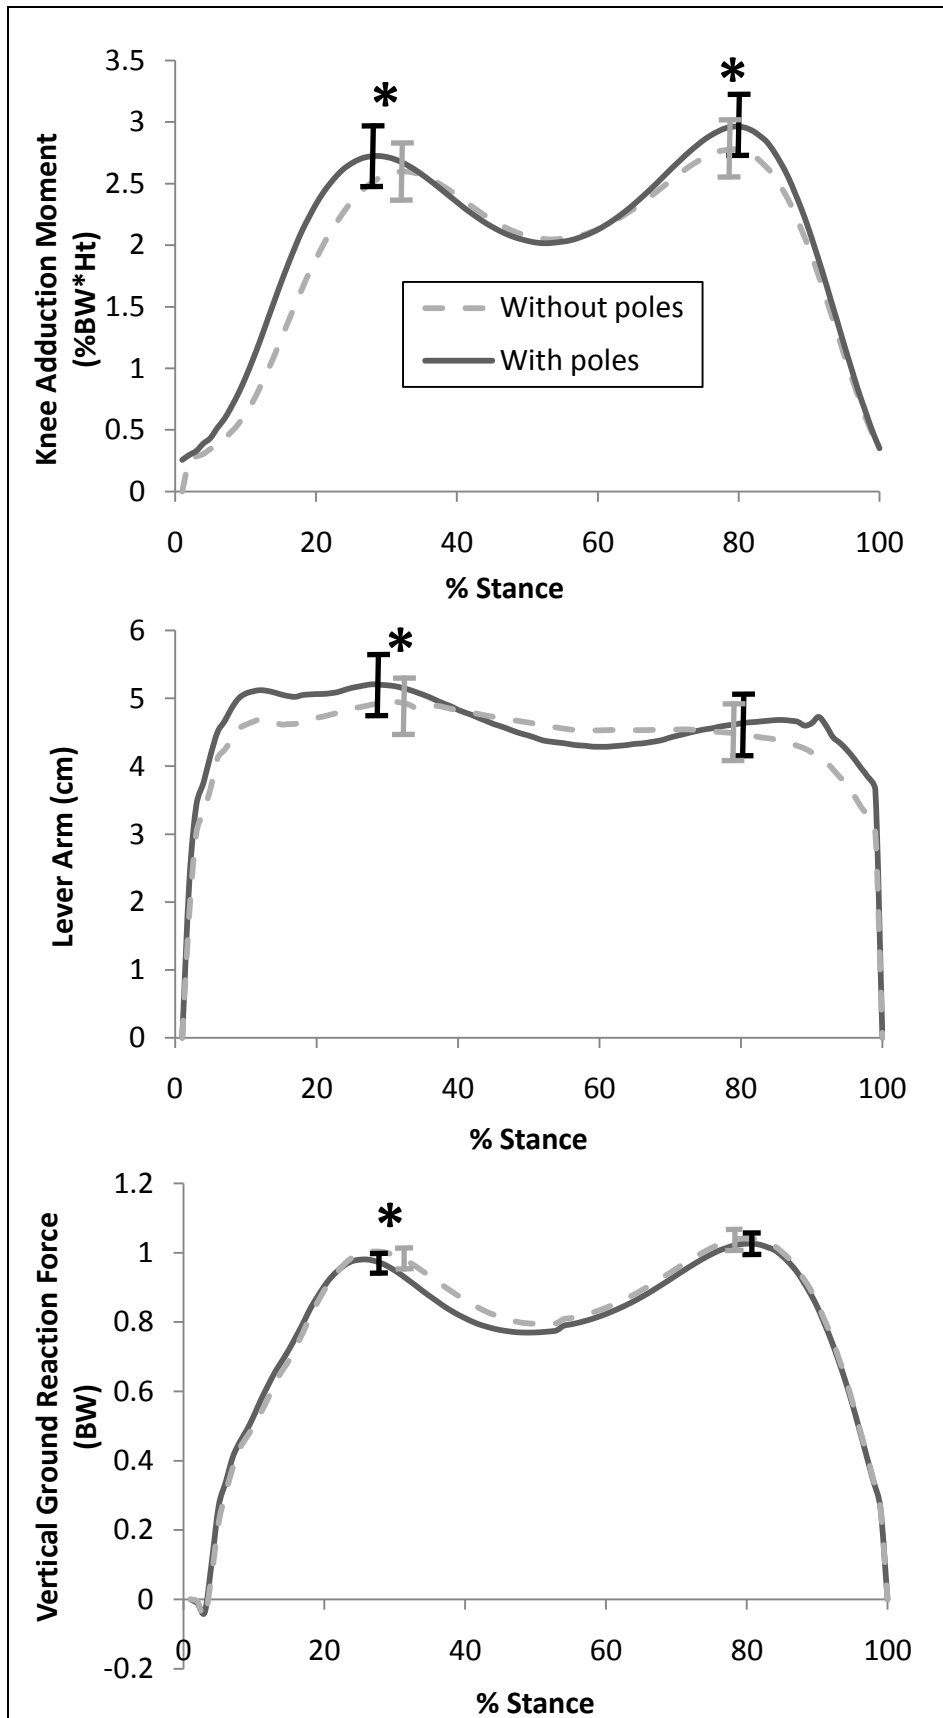 Knee Adduction Moment
(%BW*Ht)
3.5
3
2.5
2
1.5
1
0.5
0
*
*
Without poles
With poles
0 20 40 60 80 100
% Stance
Lever Arm (cm)
6
5
4
3
2
1
0
*
0 20 40 60 80 100
% Stance
Vertical Ground Reaction Force
(BW)
1.2
1
0.8
0.6
0.4
0.2
0
-0.2
*
0 20 40 60 80 100
% Stance